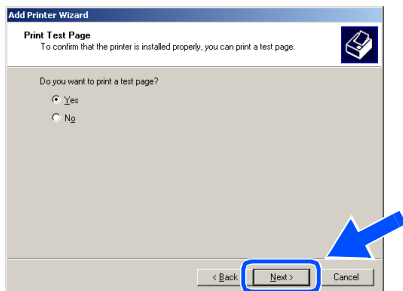 Add Printer Wizard
Print Test Page
To confirm that the printer is installed properly, you can print a test page.
Do you want to print a test page?
Yes
No
< Back
Next >
Cancel